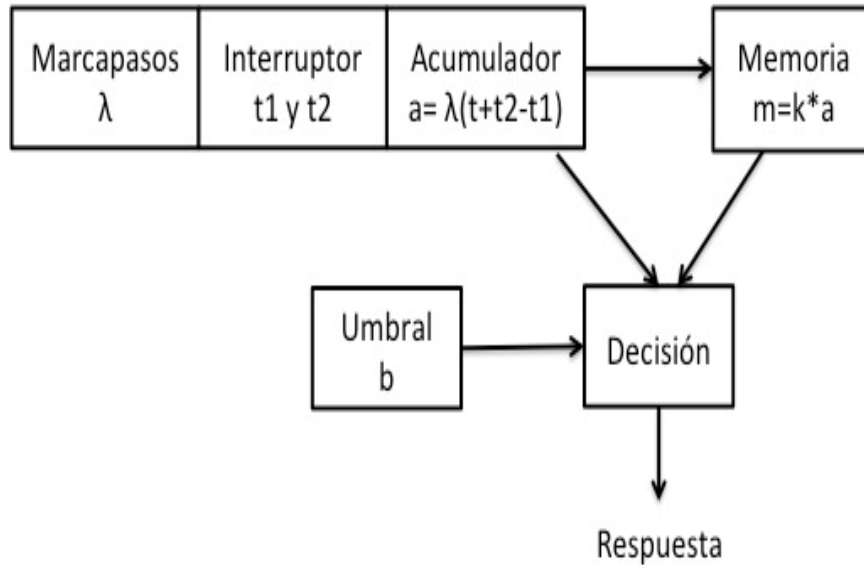 Marcapasos
λ
Interruptor
t1 y t2
Acumulador
a= λ(t+t2-t1)
Memoria
m=k*a
Umbral
b
Decisión
Respuesta